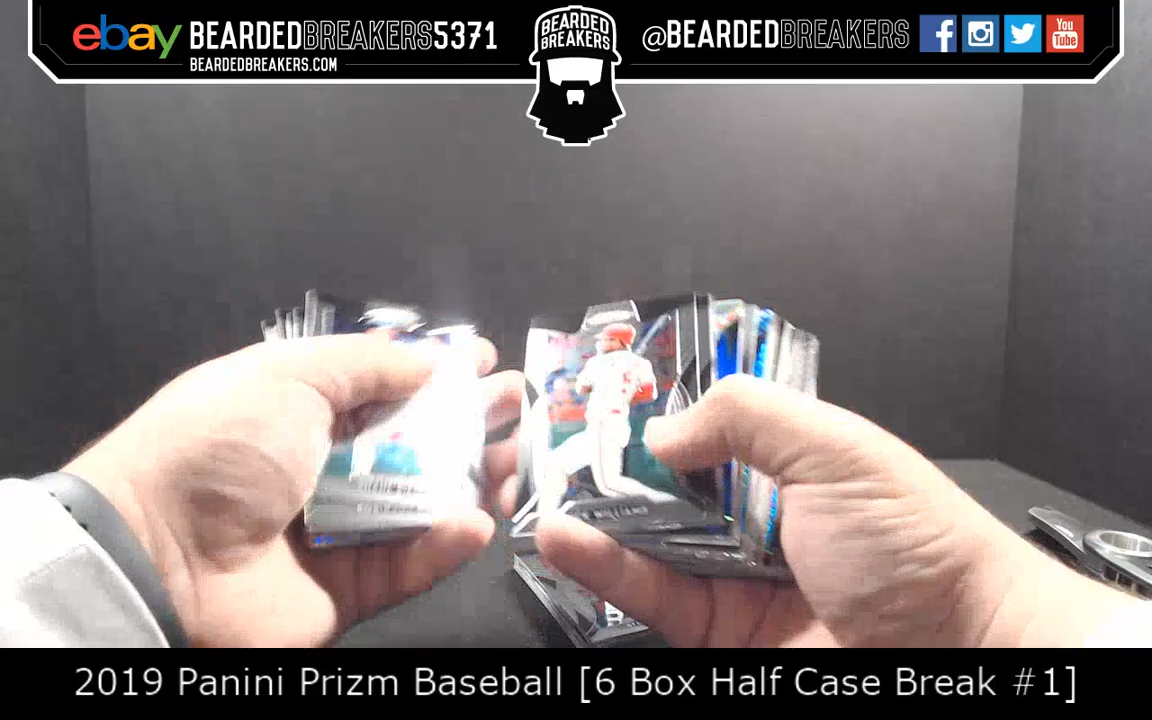 ebay BEARDEDBREAKERS5371
BEARDEDBREAKERS.COM
BEARDED
BREAKERS
@BEARDEDBREAKERS
You
Tube
2019 Panini Prizm Baseball [6 Box Half Case Break #1]